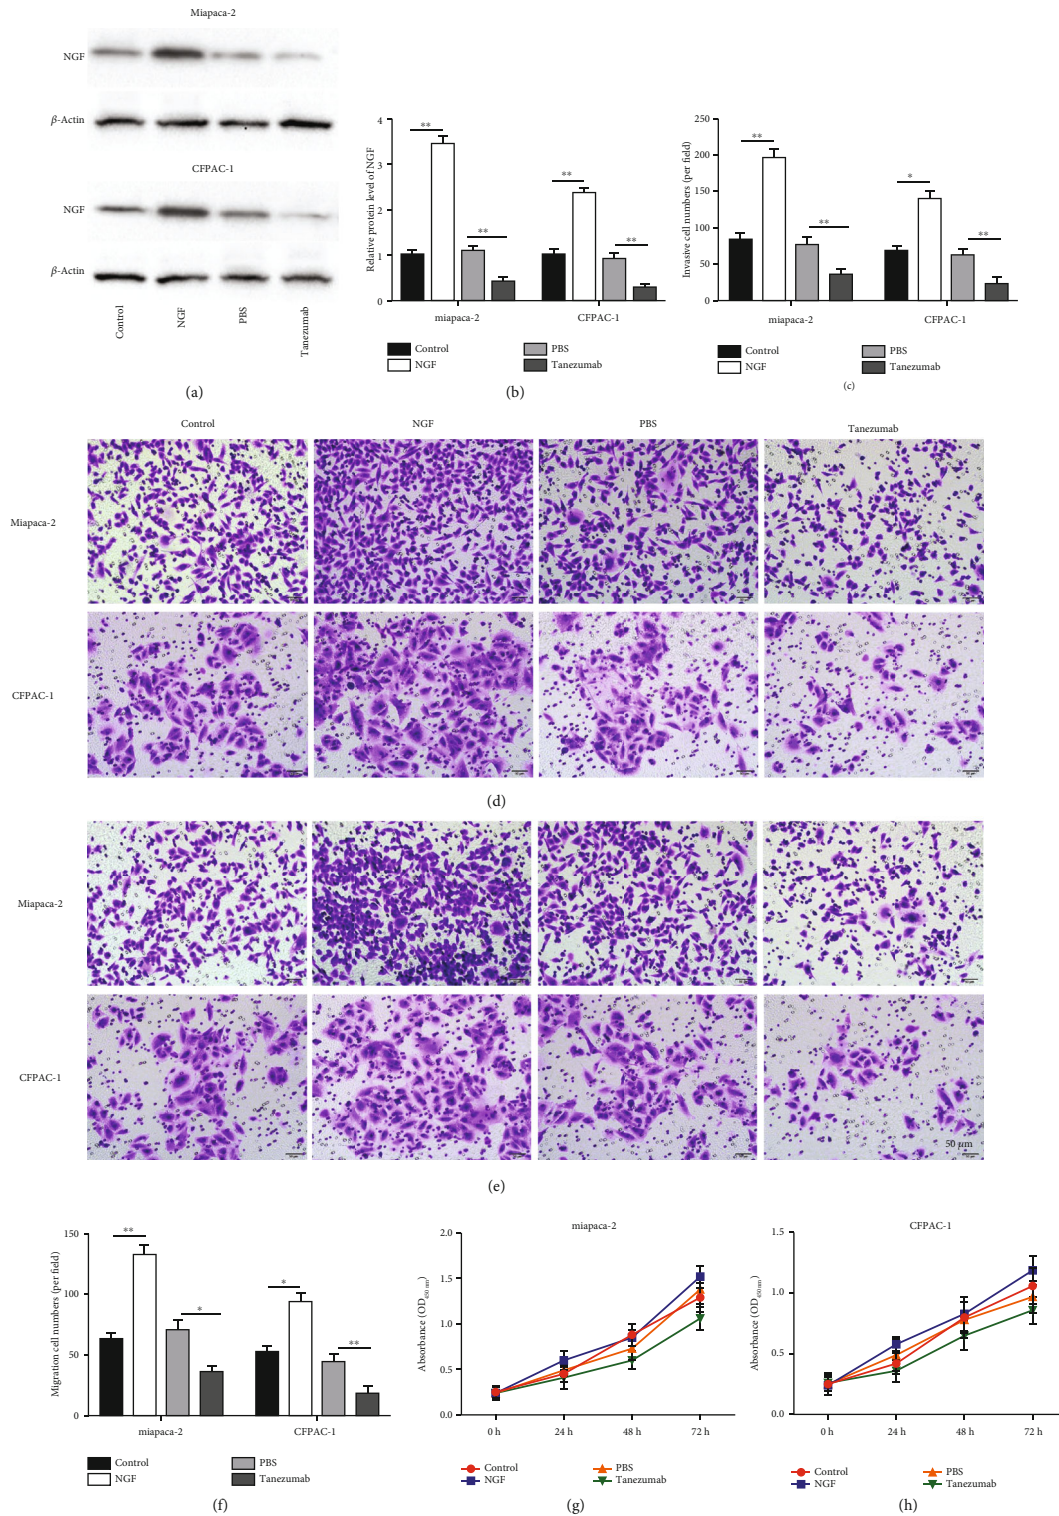 Miapaca-2
NGF
β-Actin
CFPAC-1
NGF
β-Actin
Control
NGF
PBS
Tanezumab
(a)
Relative protein level of NGF
4
3
2
1
0
**
**
**
**
miapaca-2
CFPAC-1
Control
NGF
PBS
Tanezumab
(b)
Invasive cell numbers (per field)
250
200
150
100
50
0
**
**
*
**
miapaca-2
CFPAC-1
Control
NGF
PBS
Tanezumab
(c)
Control
NGF
PBS
Tanezumab
Miapaca-2
CFPAC-1
(d)
Miapaca-2
CFPAC-1
50 μm
(e)
Migration cell numbers (per field)
150
100
50
0
**
*
*
**
miapaca-2
CFPAC-1
Control
NGF
PBS
Tanezumab
(f)
miapaca-2
Absorbance (OD450 nm)
2.0
1.5
1.0
0.5
0.0
0 h
24 h
48 h
72 h
Control
NGF
PBS
Tanezumab
(g)
CFPAC-1
Absorbance (OD450 nm)
1.5
1.0
0.5
0.0
0 h
24 h
48 h
72 h
Control
NGF
PBS
Tanezumab
(h)